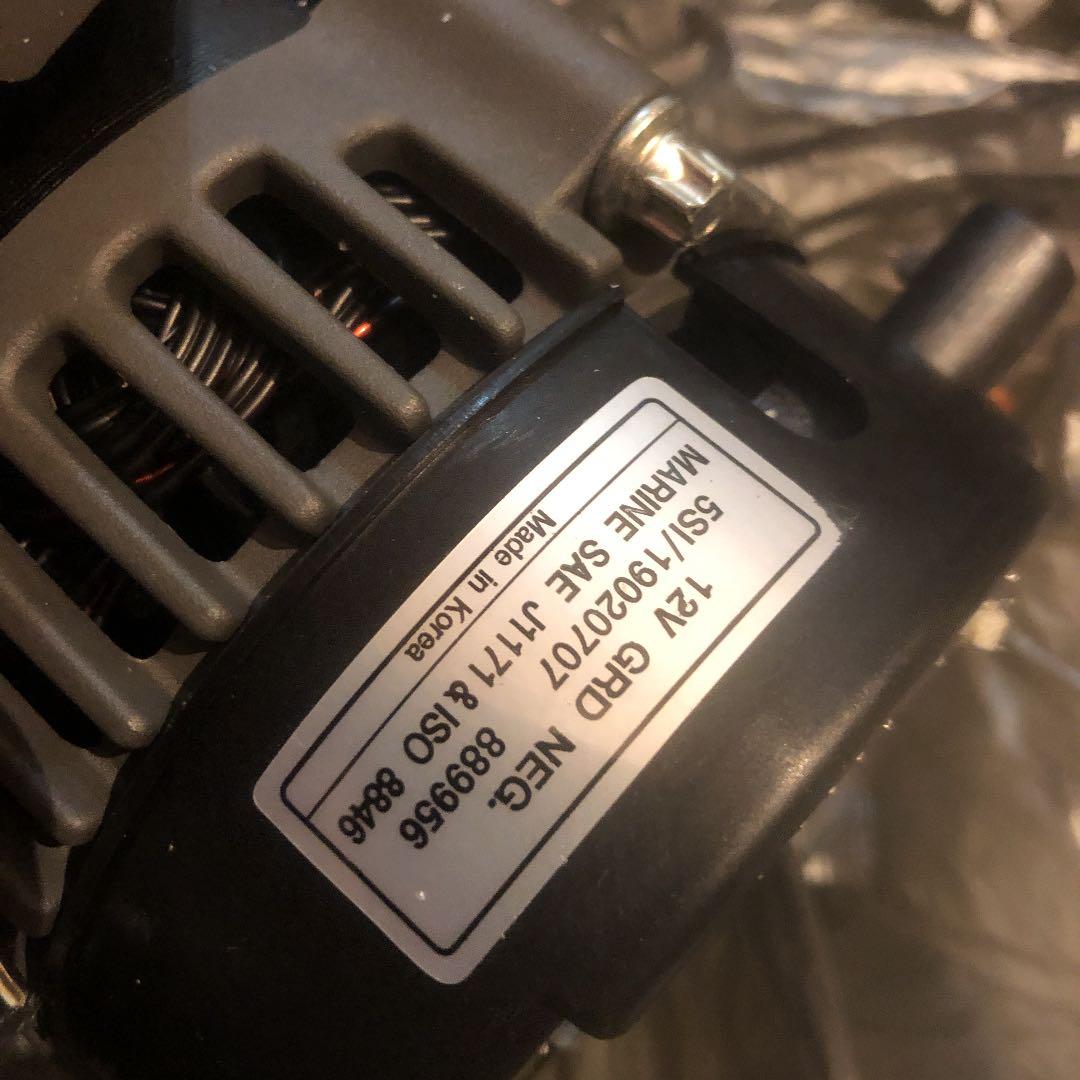 12V GRD NEG.
5SI/19020707 889956
MARINE SAE J1171 & ISO 8846
Made in Korea